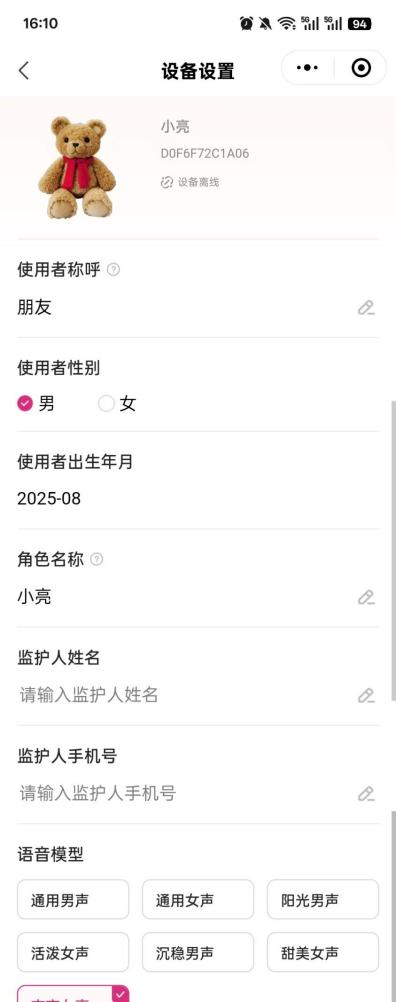 16:10
5G 5G 94
设备设置
小亮
D0F6F72C1A06
设备离线
使用者称呼 ?
朋友
使用者性别
男 女
使用者出生年月
2025-08
角色名称 ?
小亮
监护人姓名
请输入监护人姓名
监护人手机号
请输入监护人手机号
语音模型
通用男声 通用女声 阳光男声
活泼女声 沉稳男声 甜美女声